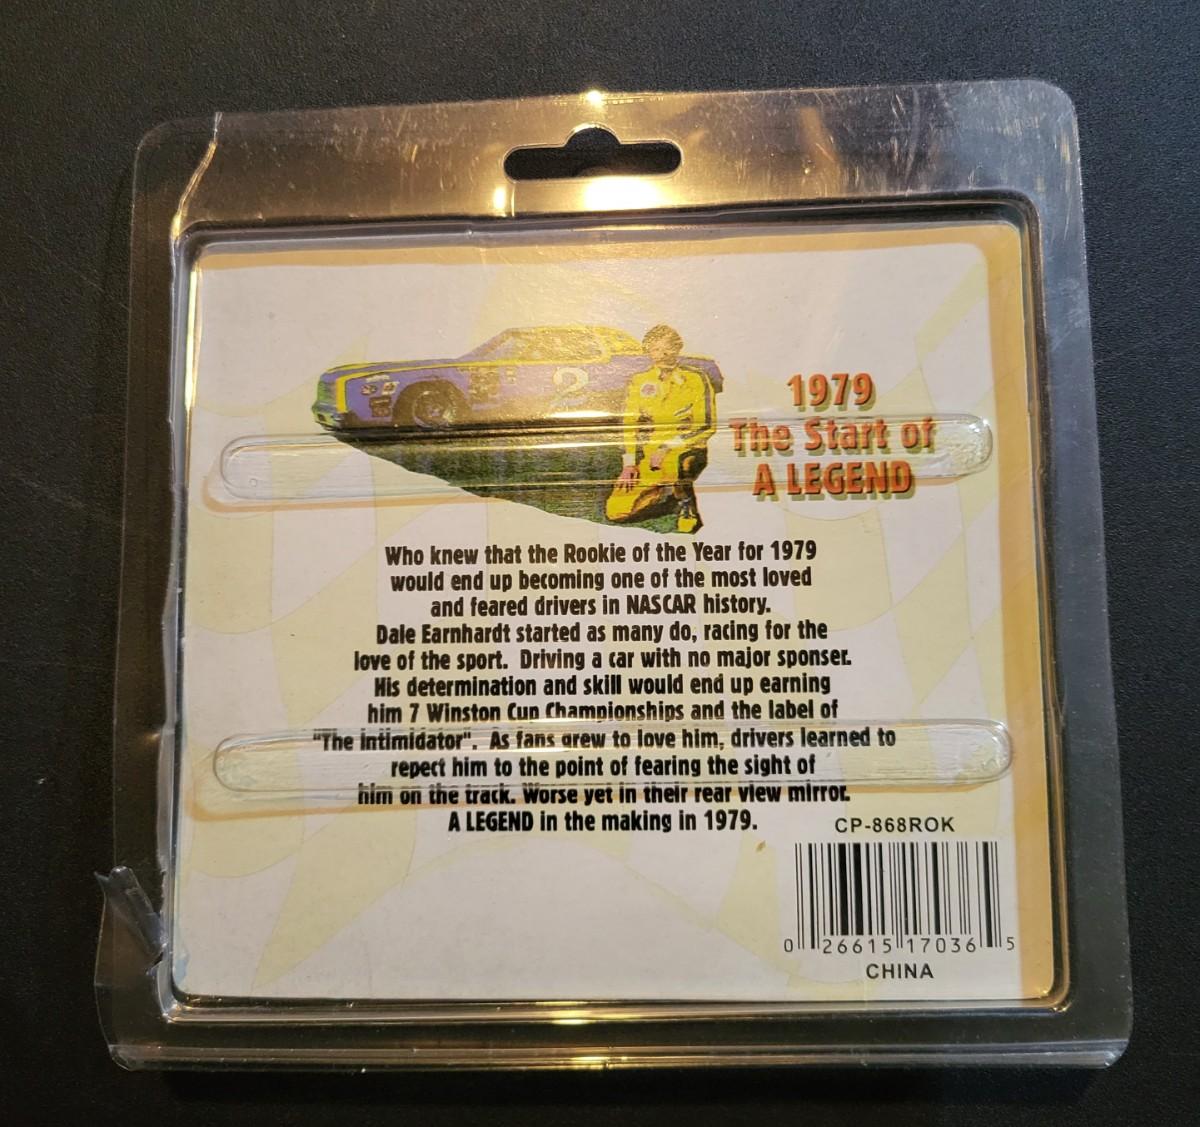 2
1979
The Start of
A LEGEND
Who knew that the Rookie of the Year for 1979
would end up becoming one of the most loved
and feared drivers in NASCAR history.
Dale Earnhardt started as many do, racing for the
love of the sport. Driving a car with no major sponser.
His determination and skill would end up earning
him 7 Winston Cup Championships and the label of
"The intimidator". As fans grew to love him, drivers learned to
repect him to the point of fearing the sight of
him on the track. Worse yet in their rear view mirror.
A LEGEND in the making in 1979.
CP-868ROK
0 26615 17036 5
CHINA